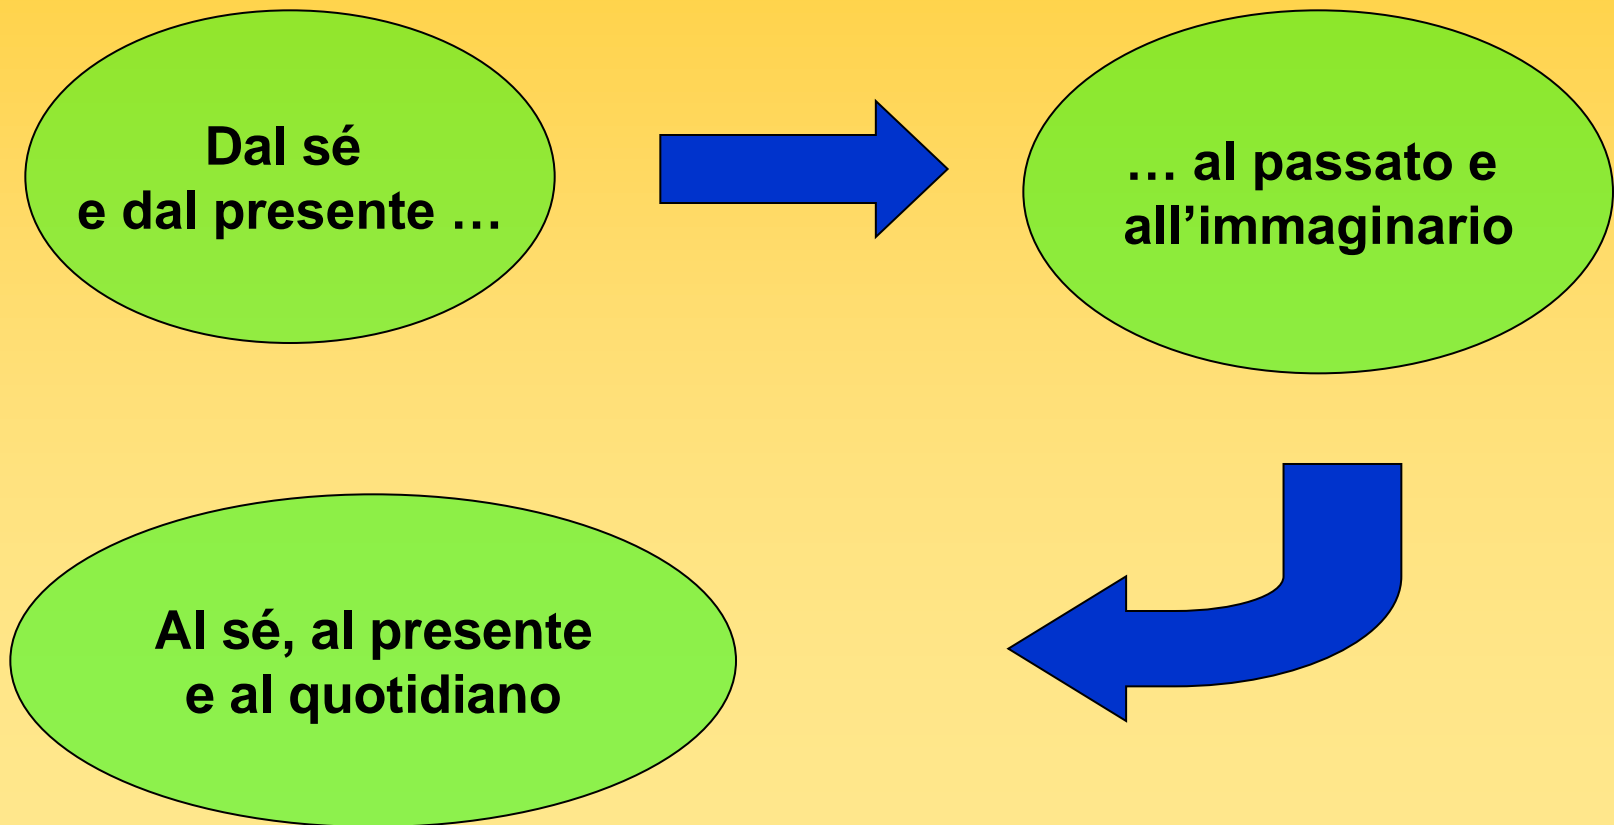 Dal sé
e dal presente …
… al passato e
all’immaginario
Al sé, al presente
e al quotidiano